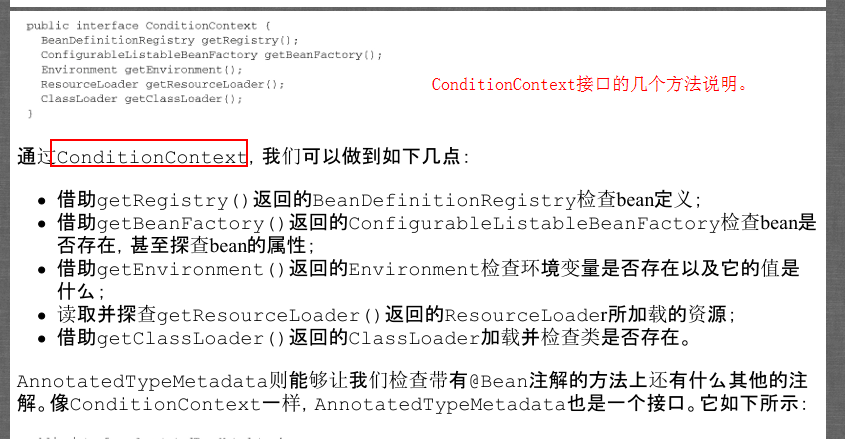 public interface ConditionContext {
BeanDefinitionRegistry getRegistry();
ConfigurableListableBeanFactory getBeanFactory();
Environment getEnvironment();
ResourceLoader getResourceLoader();
ClassLoader getClassLoader();
}
ConditionContext接口的几个方法说明。
通过ConditionContext,我们可以做到如下几点:
● 借助getRegistry()返回的BeanDefinitionRegistry检查bean定义;
● 借助getBeanFactory()返回的ConfigurableListableBeanFactory检查bean是
否存在,甚至探查bean的属性;
● 借助getEnvironment()返回的Environment检查环境变量是否存在以及它的值是
什么;
● 读取并探查getResourceLoader()返回的ResourceLoader所加载的资源;
● 借助getClassLoader()返回的ClassLoader加载并检查类是否存在。
AnnotatedTypeMetadata则能够让我们检查带有@Bean注解的方法上还有什么其他的注
解。像ConditionContext一样,AnnotatedTypeMetadata也是一个接口。它如下所示: